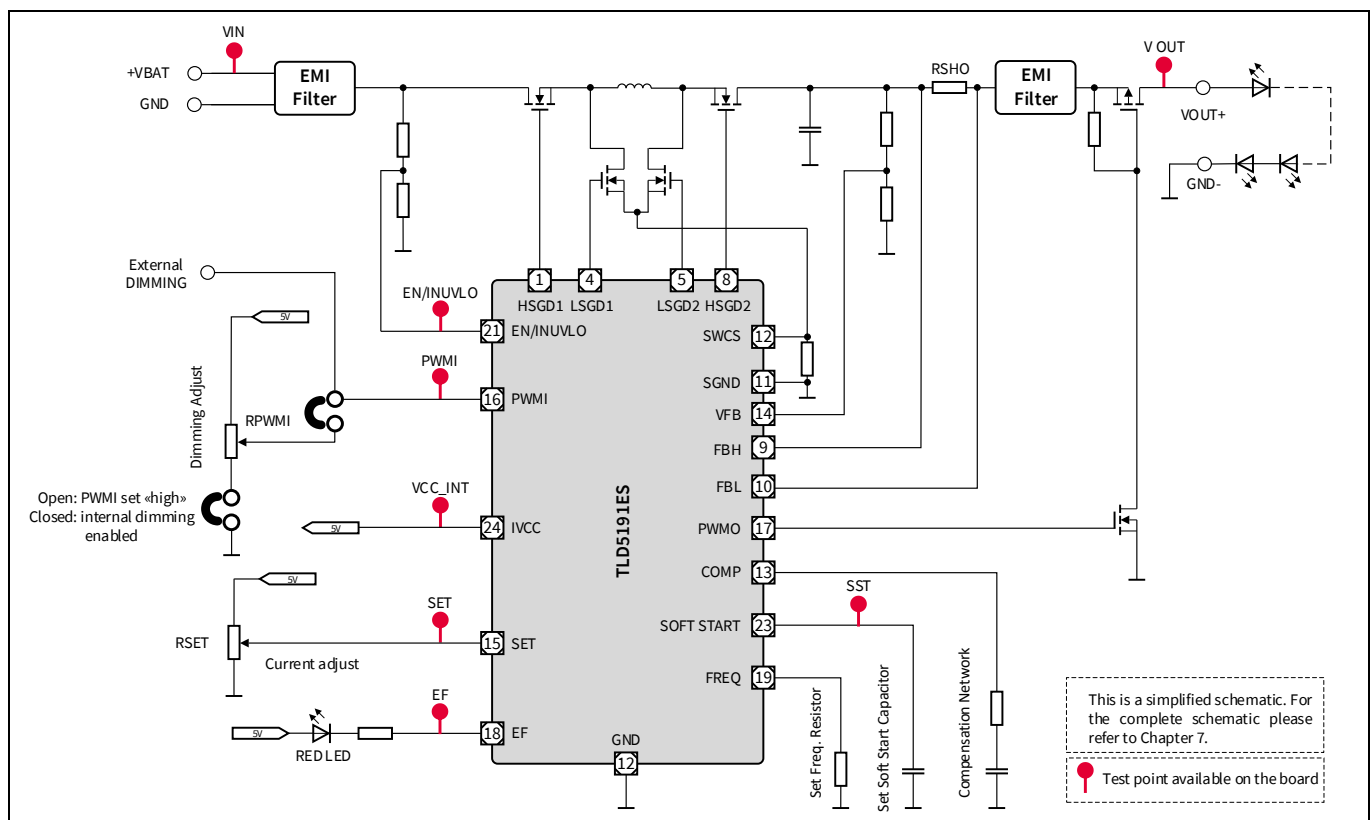 VIN
+VBAT
GND
EMI
Filter
RSHO
EMI
Filter
V OUT
VOUT+
GND-
External
DIMMING
5V
Dimming Adjust
RPWMI
Open: PWMI set «high»
Closed: internal dimming
enabled
EN/INUVLO
PWMI
VCC_INT
5V
5V
RSET
Current adjust
SET
5V
RED LED
EF
1
4
5
8
HSGD1
LSGD1
LSGD2
HSGD2
21
EN/INUVLO
16
PWMI
24
IVCC
15
SET
18
EF
TLD5191ES
GND
12
SWCS
12
SGND
11
VFB
14
FBH
9
FBL
10
PWMO
17
COMP
13
SOFT START
23
FREQ
19
SST
Set Freq. Resistor
Set Soft Start Capacitor
Compensation Network
This is a simplified schematic. For
the complete schematic please
refer to Chapter 7.
Test point available on the board